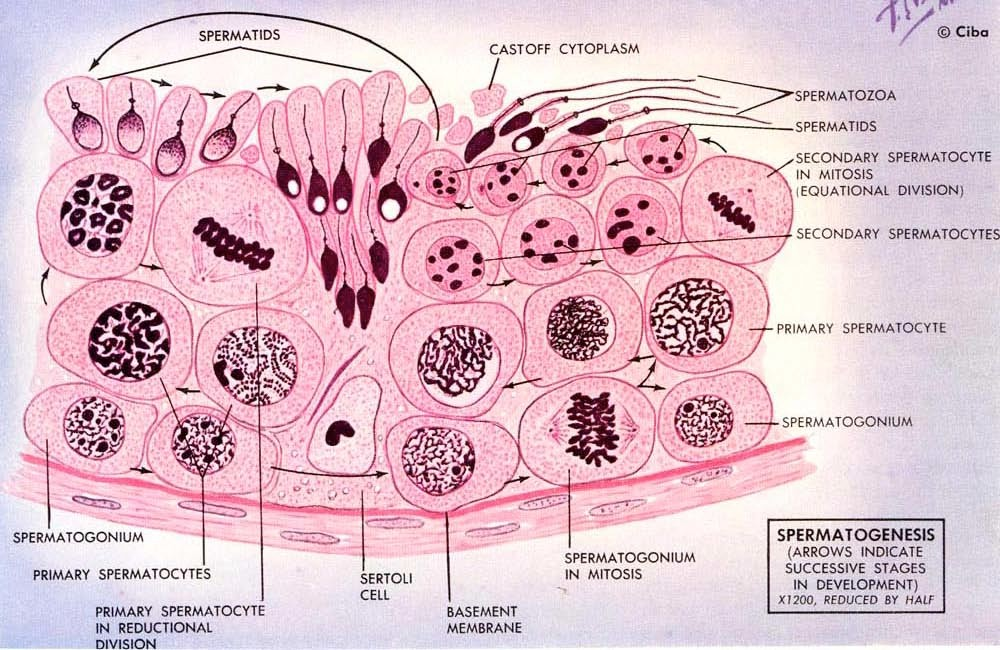 © Ciba
SPERMATIDS
CASTOFF CYTOPLASM
SPERMATOZOA
SPERMATIDS
SECONDARY SPERMATOCYTE
IN MITOSIS
(EQUATIONAL DIVISION)
SECONDARY SPERMATOCYTES
PRIMARY SPERMATOCYTE
SPERMATOGONIUM
SPERMATOGONIUM
PRIMARY SPERMATOCYTES
PRIMARY SPERMATOCYTE
IN REDUCTIONAL
DIVISION
SERTOLI
CELL
BASEMENT
MEMBRANE
SPERMATOGONIUM
IN MITOSIS
SPERMATOGENESIS
(ARROWS INDICATE
SUCCESSIVE STAGES
IN DEVELOPMENT)
X1200, REDUCED BY HALF